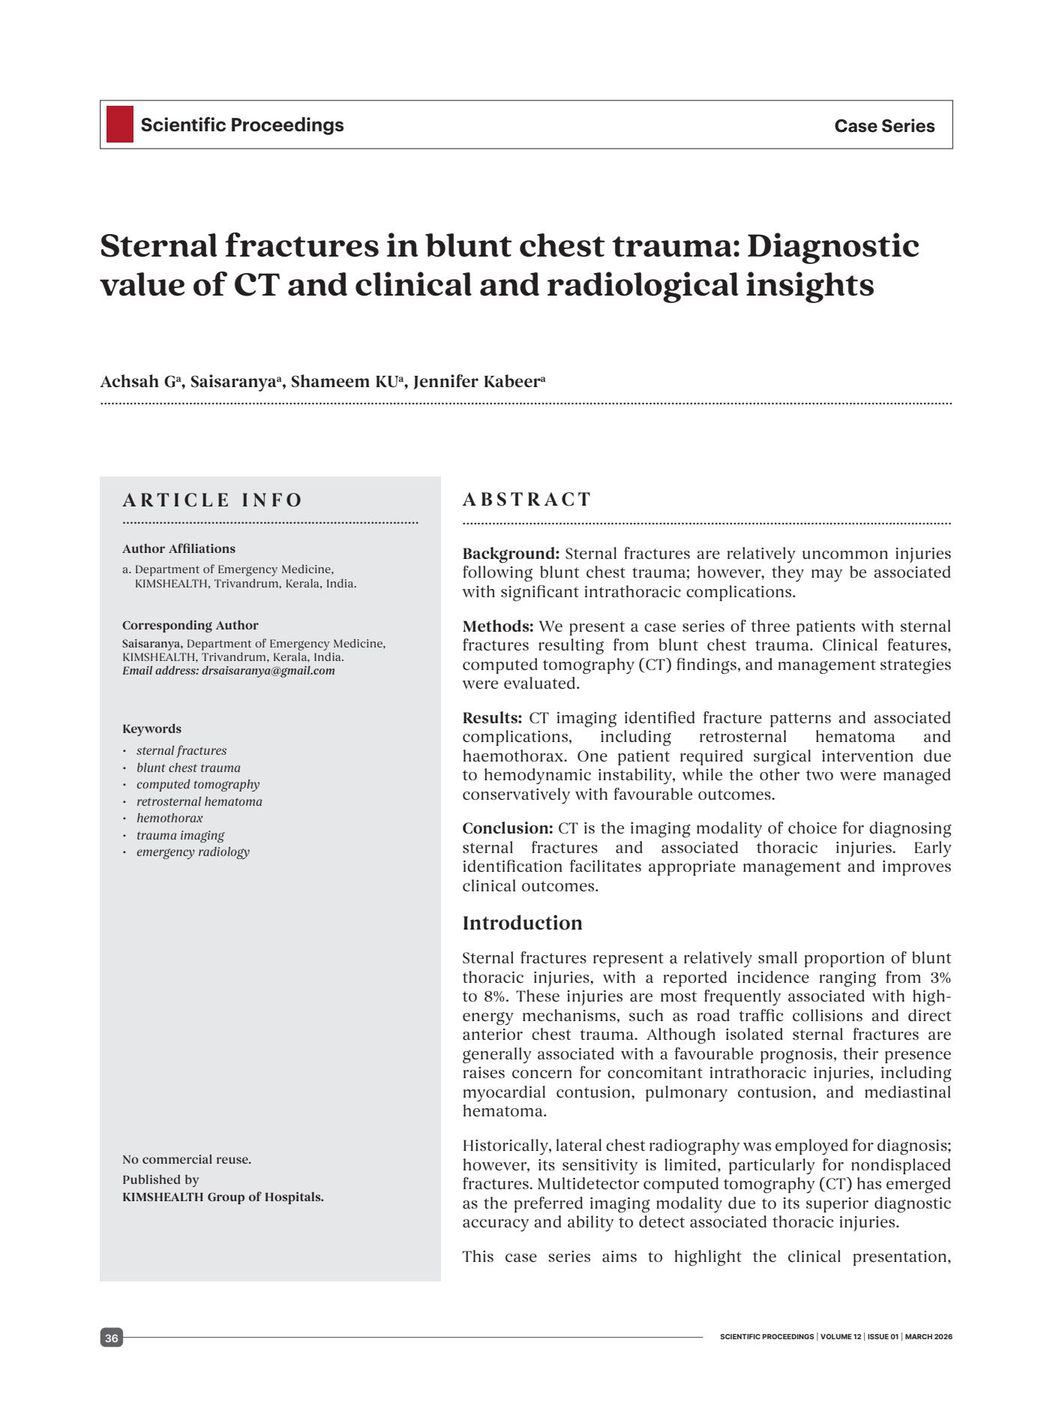 Scientific Proceedings
Case Series
Sternal fractures in blunt chest trauma: Diagnostic
value of CT and clinical and radiological insights
Achsah Gᵃ, Saisaranyaᵃ, Shameem KUᵃ, Jennifer Kabeerᵃ
ARTICLE INFO
Author Affiliations
a. Department of Emergency Medicine,
KIMSHEALTH, Trivandrum, Kerala, India.
Corresponding Author
Saisaranya, Department of Emergency Medicine,
KIMSHEALTH, Trivandrum, Kerala, India.
Email address: drsaisaranya@gmail.com
Keywords
• sternal fractures
• blunt chest trauma
• computed tomography
• retrosternal hematoma
• hemothorax
• trauma imaging
• emergency radiology
No commercial reuse.
Published by
KIMSHEALTH Group of Hospitals.
ABSTRACT
Background: Sternal fractures are relatively uncommon injuries
following blunt chest trauma; however, they may be associated
with significant intrathoracic complications.
Methods: We present a case series of three patients with sternal
fractures resulting from blunt chest trauma. Clinical features,
computed tomography (CT) findings, and management strategies
were evaluated.
Results: CT imaging identified fracture patterns and associated
complications, including retrosternal hematoma and
haemothorax. One patient required surgical intervention due
to hemodynamic instability, while the other two were managed
conservatively with favourable outcomes.
Conclusion: CT is the imaging modality of choice for diagnosing
sternal fractures and associated thoracic injuries. Early
identification facilitates appropriate management and improves
clinical outcomes.
Introduction
Sternal fractures represent a relatively small proportion of blunt
thoracic injuries, with a reported incidence ranging from 3%
to 8%. These injuries are most frequently associated with high-
energy mechanisms, such as road traffic collisions and direct
anterior chest trauma. Although isolated sternal fractures are
generally associated with a favourable prognosis, their presence
raises concern for concomitant intrathoracic injuries, including
myocardial contusion, pulmonary contusion, and mediastinal
hematoma.
Historically, lateral chest radiography was employed for diagnosis;
however, its sensitivity is limited, particularly for nondisplaced
fractures. Multidetector computed tomography (CT) has emerged
as the preferred imaging modality due to its superior diagnostic
accuracy and ability to detect associated thoracic injuries.
This case series aims to highlight the clinical presentation,
36
SCIENTIFIC PROCEEDINGS | VOLUME 12 | ISSUE 01 | MARCH 2026